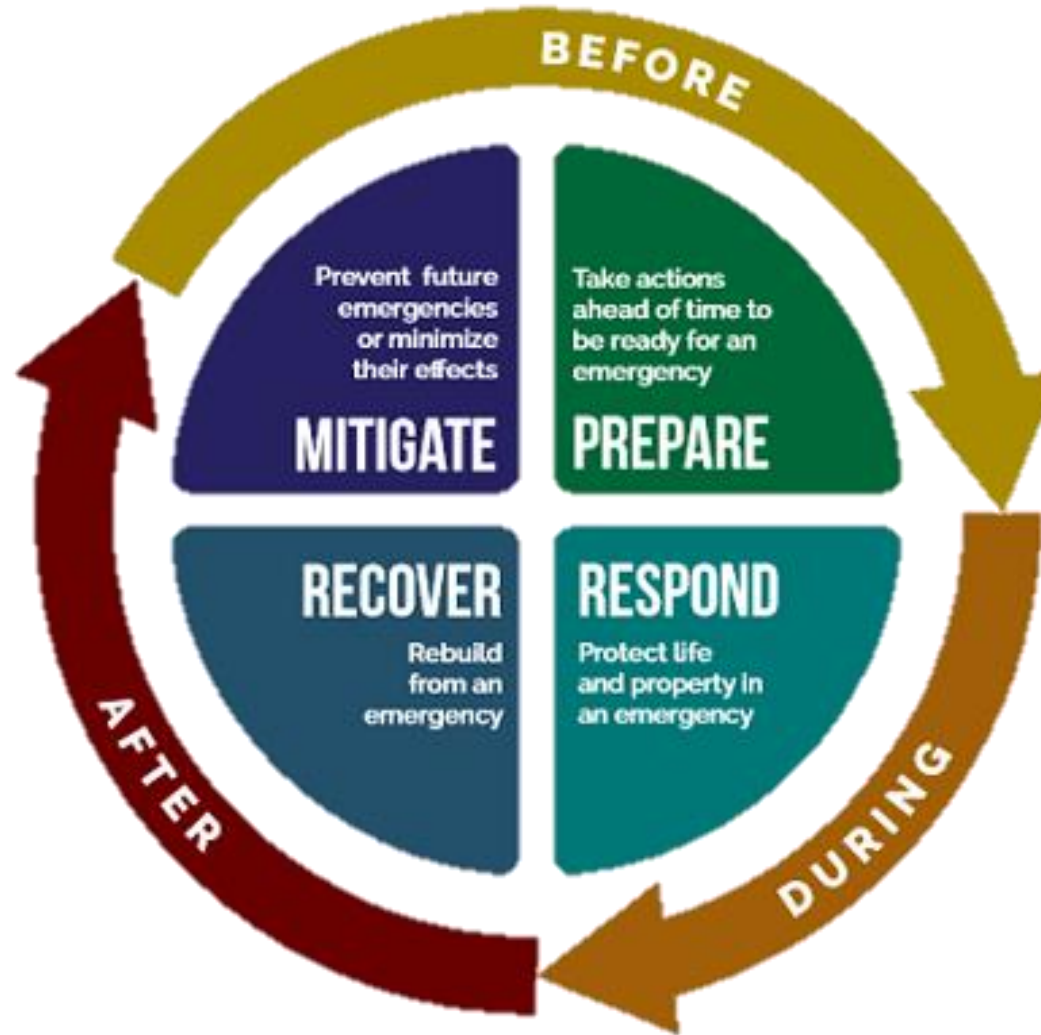 BEFORE
Prevent future
emergencies
or minimize
their effects
MITIGATE
Take actions
ahead of time to
be ready for an
emergency
PREPARE
RECOVER
Rebuild
from an
emergency
RESPOND
Protect life
and property in
an emergency
AFTER
DURING